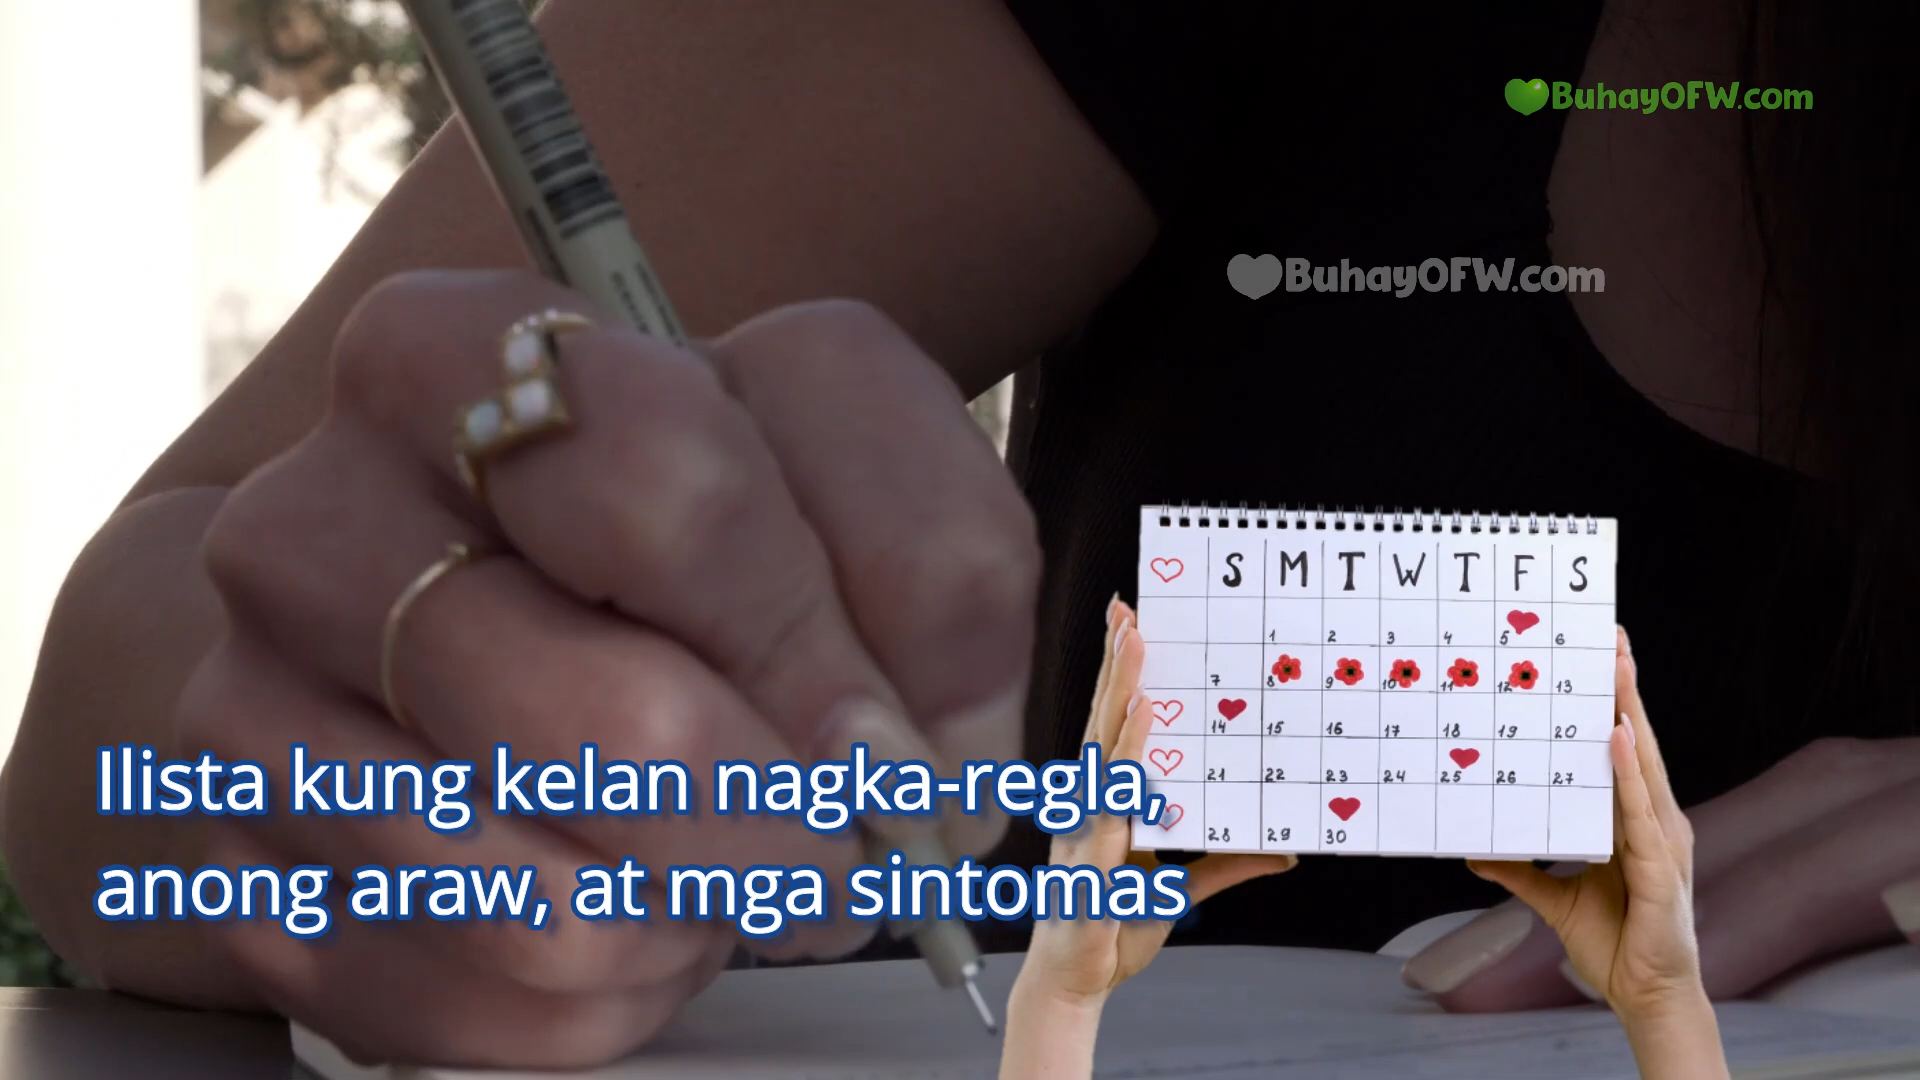 BuhayOFW.com
BuhayOFW.com
S M T W T F S
1 2 3 4 5 6
7 8 9 10 11 12 13
14 15 16 17 18 19 20
21 22 23 24 25 26 27
28 29 30
Ilista kung kelan nagka-regla,
anong araw, at mga sintomas